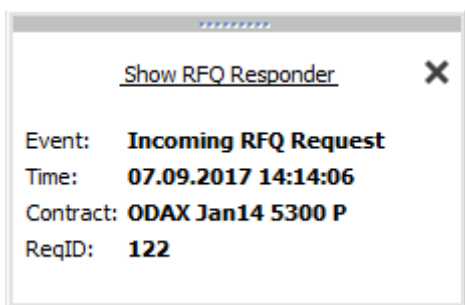 Show RFQ Responder
Event: Incoming RFQ Request
Time: 07.09.2017 14:14:06
Contract: ODAX Jan14 5300 P
ReqID: 122